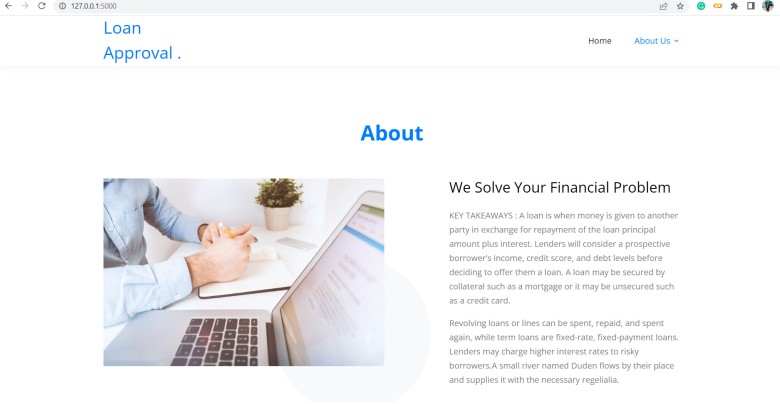 127.0.0.1:5000
Loan
Approval .
Home
About Us
About
We Solve Your Financial Problem
KEY TAKEAWAYS : A loan is when money is given to another
party in exchange for repayment of the loan principal
amount plus interest. Lenders will consider a prospective
borrower's income, credit score, and debt levels before
deciding to offer them a loan. A loan may be secured by
collateral such as a mortgage or it may be unsecured such
as a credit card.
Revolving loans or lines can be spent, repaid, and spent
again, while term loans are fixed-rate, fixed-payment loans.
Lenders may charge higher interest rates to risky
borrowers.A small river named Duden flows by their place
and supplies it with the necessary regelialia.